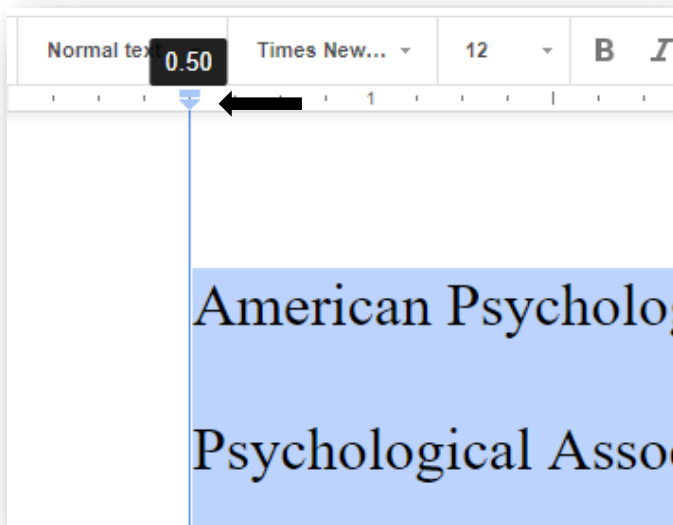 Normal text Times New... 12 B I
0.50
1
American Psycholog
Psychological Asso